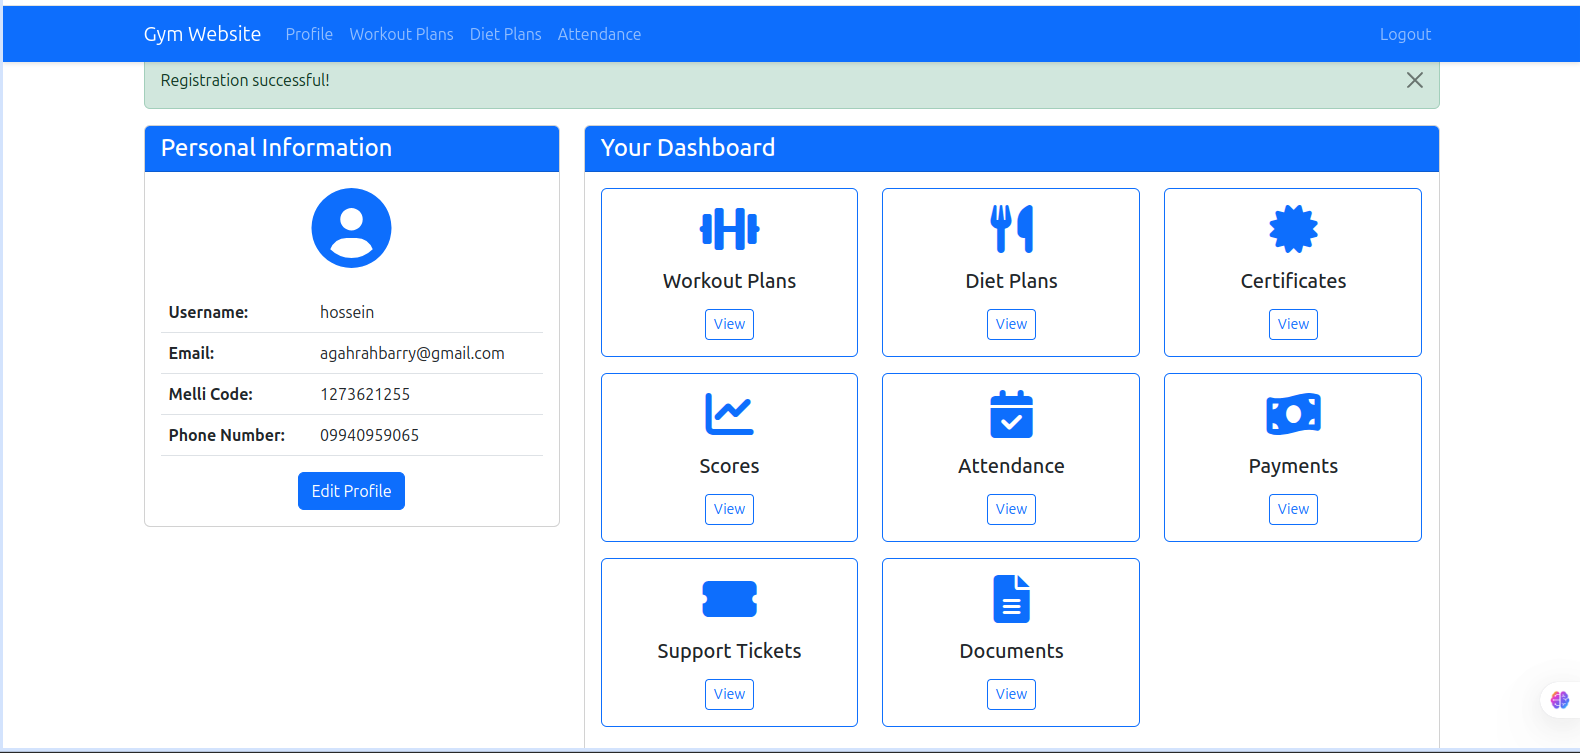 Gym Website Profile Workout Plans Diet Plans Attendance Logout
Registration successful!
Personal Information
Username: hossein
Email: agahrahbarry@gmail.com
Melli Code: 1273621255
Phone Number: 09940959065
Edit Profile
Your Dashboard
Workout Plans
View
Diet Plans
View
Certificates
View
Scores
View
Attendance
View
Payments
View
Support Tickets
View
Documents
View